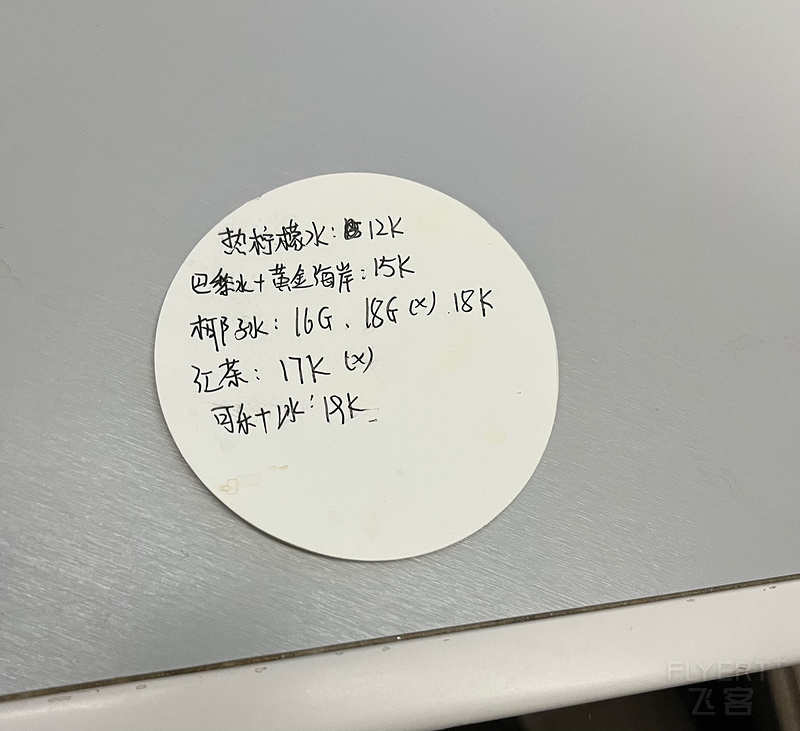 热柠檬水: 12K
巴黎水+黄金海岸: 15K
椰子水: 16G、18G(x)、18K
红茶: 17K (x)
可乐+冰: 19K
FLYERT
飞客